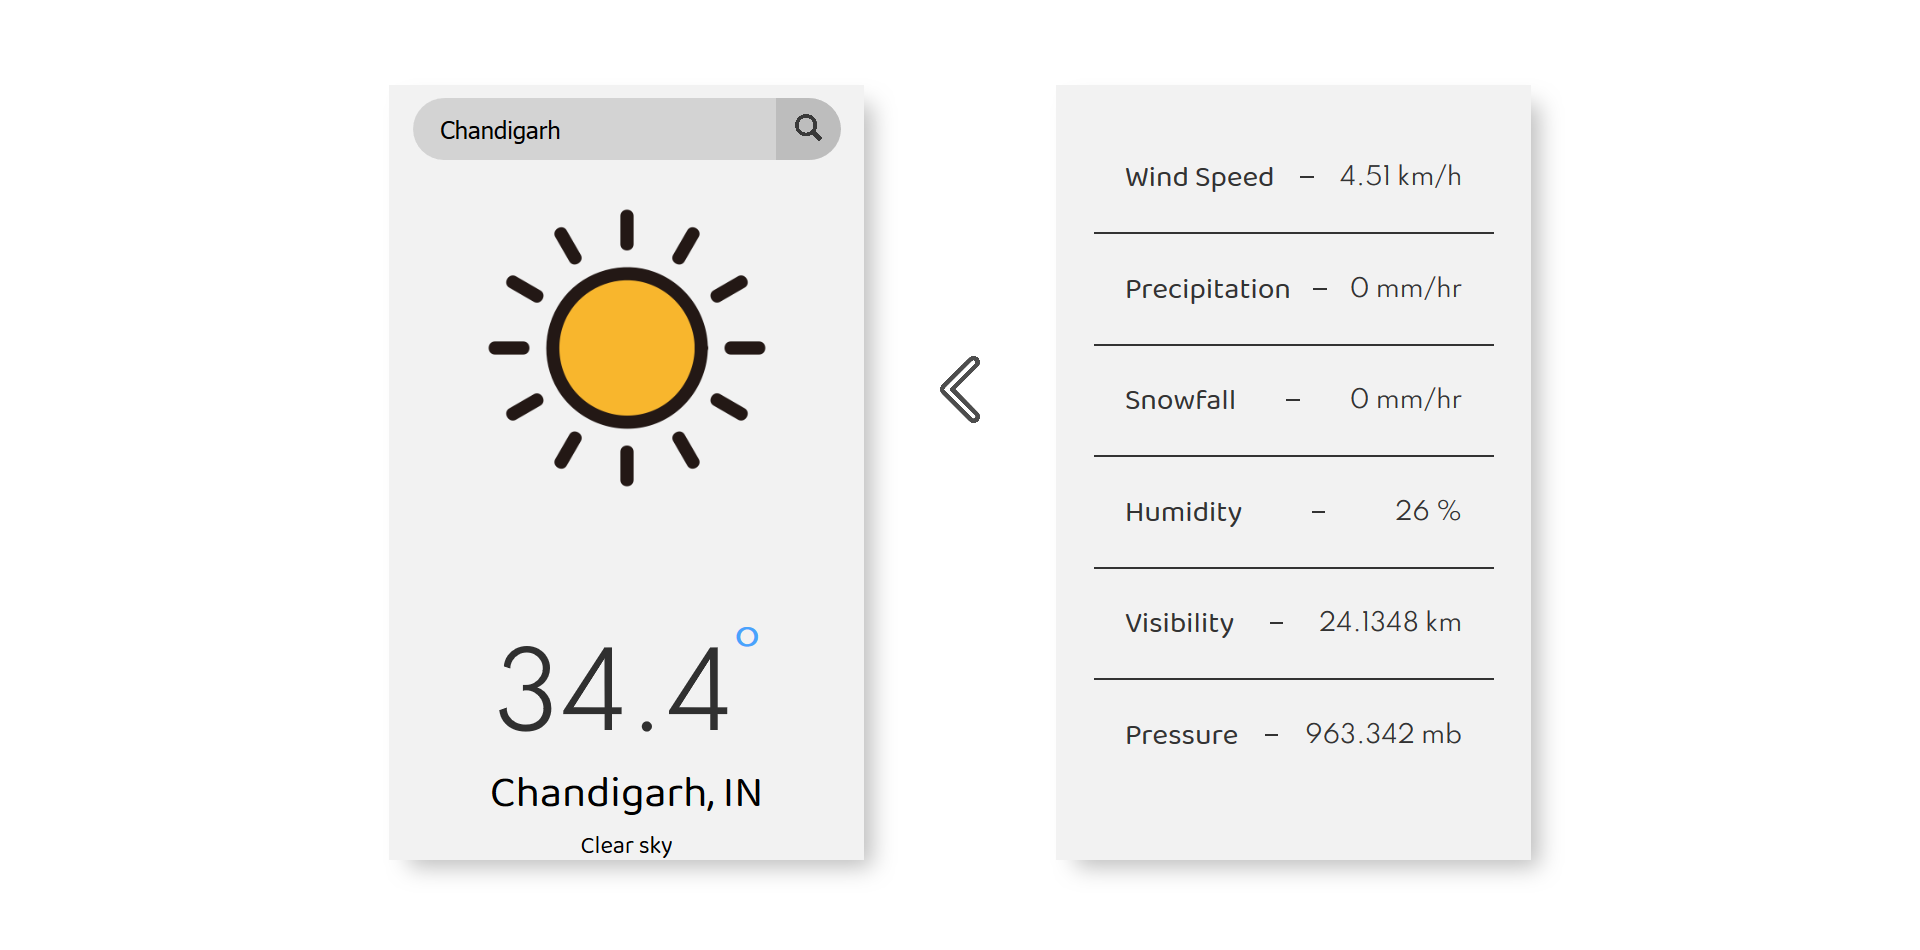 Chandigarh
34.4°
Chandigarh, IN
Clear sky
Wind Speed – 4.51 km/h
Precipitation – 0 mm/hr
Snowfall – 0 mm/hr
Humidity – 26 %
Visibility – 24.1348 km
Pressure – 963.342 mb